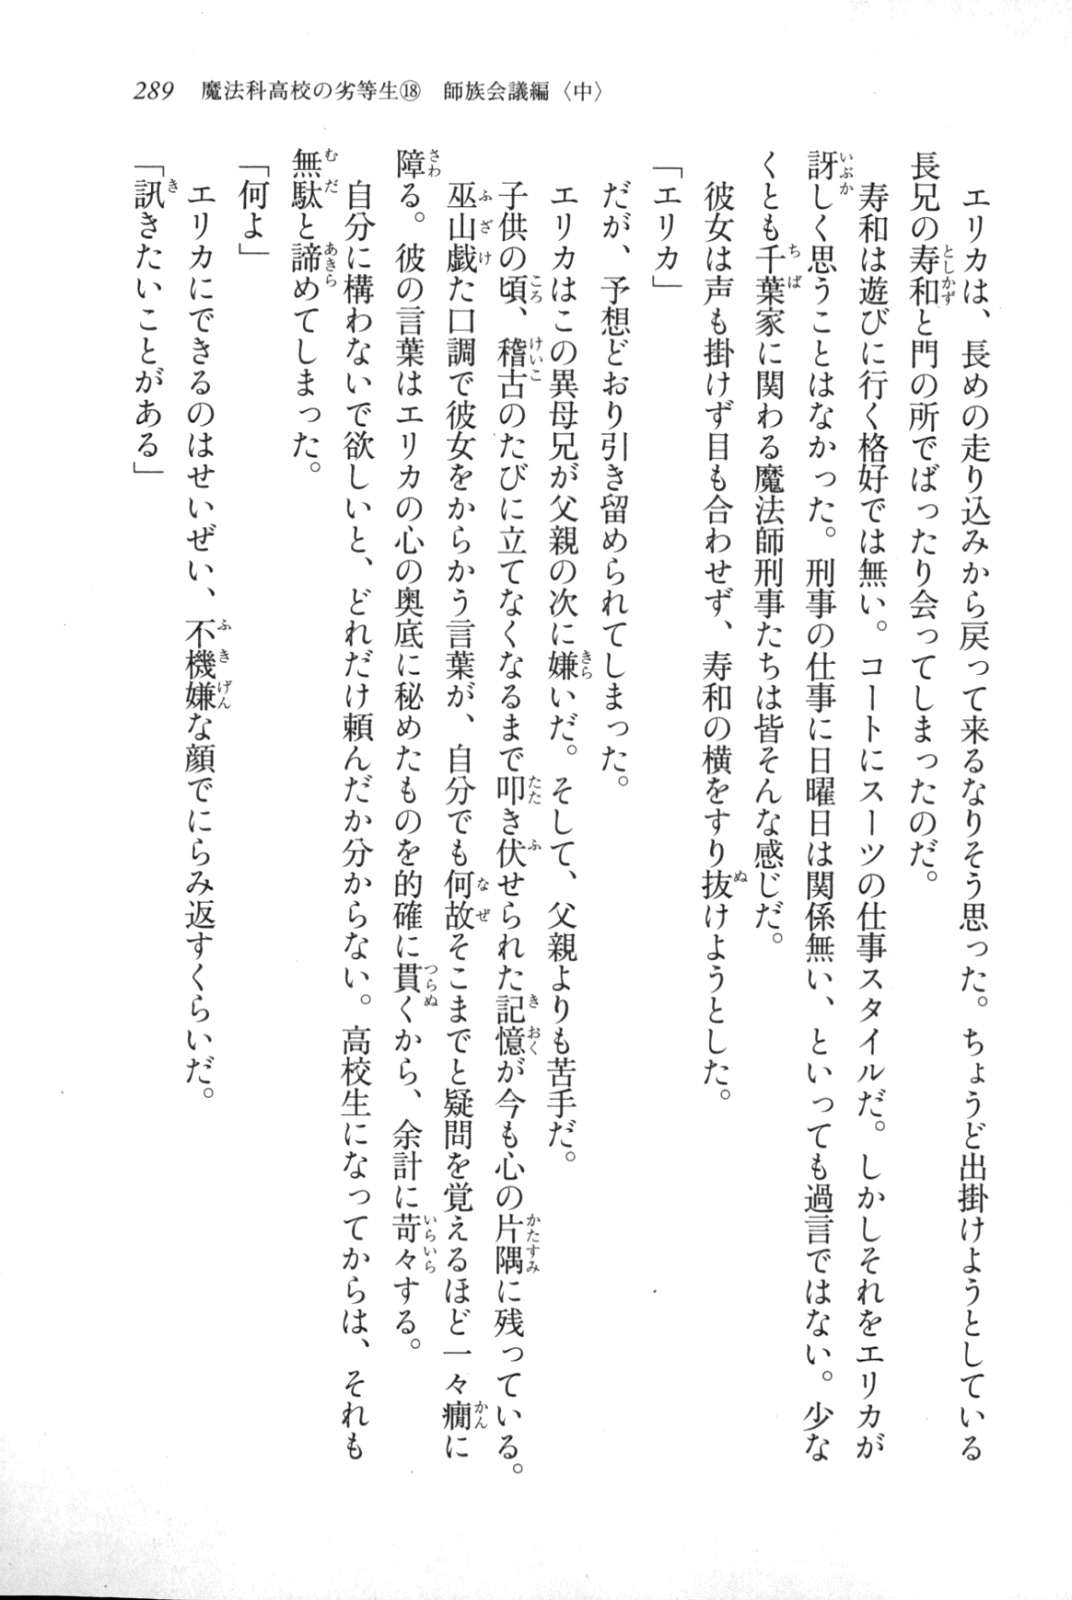 289 魔法科高校の劣等生⑱ 師族会議編〈中〉
エリカは、長めの走り込みから戻って来るなりそう思った。ちょうど出掛けようとしている
長兄の寿和と門の所でばったり会ってしまったのだ。
寿和は遊びに行く格好では無い。コートにスーツの仕事スタイルだ。しかしそれをエリカが
訝しく思うことはなかった。刑事の仕事に日曜日は関係無い、といっても過言ではない。少な
くとも千葉家に関わる魔法師刑事たちは皆そんな感じだ。
彼女は声も掛けず目も合わせず、寿和の横をすり抜けようとした。
「エリカ」
だが、予想どおり引き留められてしまった。
エリカはこの異母兄が父親の次に嫌いだ。そして、父親よりも苦手だ。
子供の頃、稽古のたびに立てなくなるまで叩き伏せられた記憶が今も心の片隅に残っている。
巫山戯た口調で彼女をからかう言葉が、自分でも何故そこまでと疑問を覚えるほど一々癇に
障る。彼の言葉はエリカの心の奥底に秘めたものを的確に貫くから、余計に苛々する。
自分に構わないで欲しいと、どれだけ頼んだか分からない。高校生になってからは、それも
無駄と諦めてしまった。
「何よ」
エリカにできるのはせいぜい、不機嫌な顔でにらみ返すくらいだ。
「訊きたいことがある」